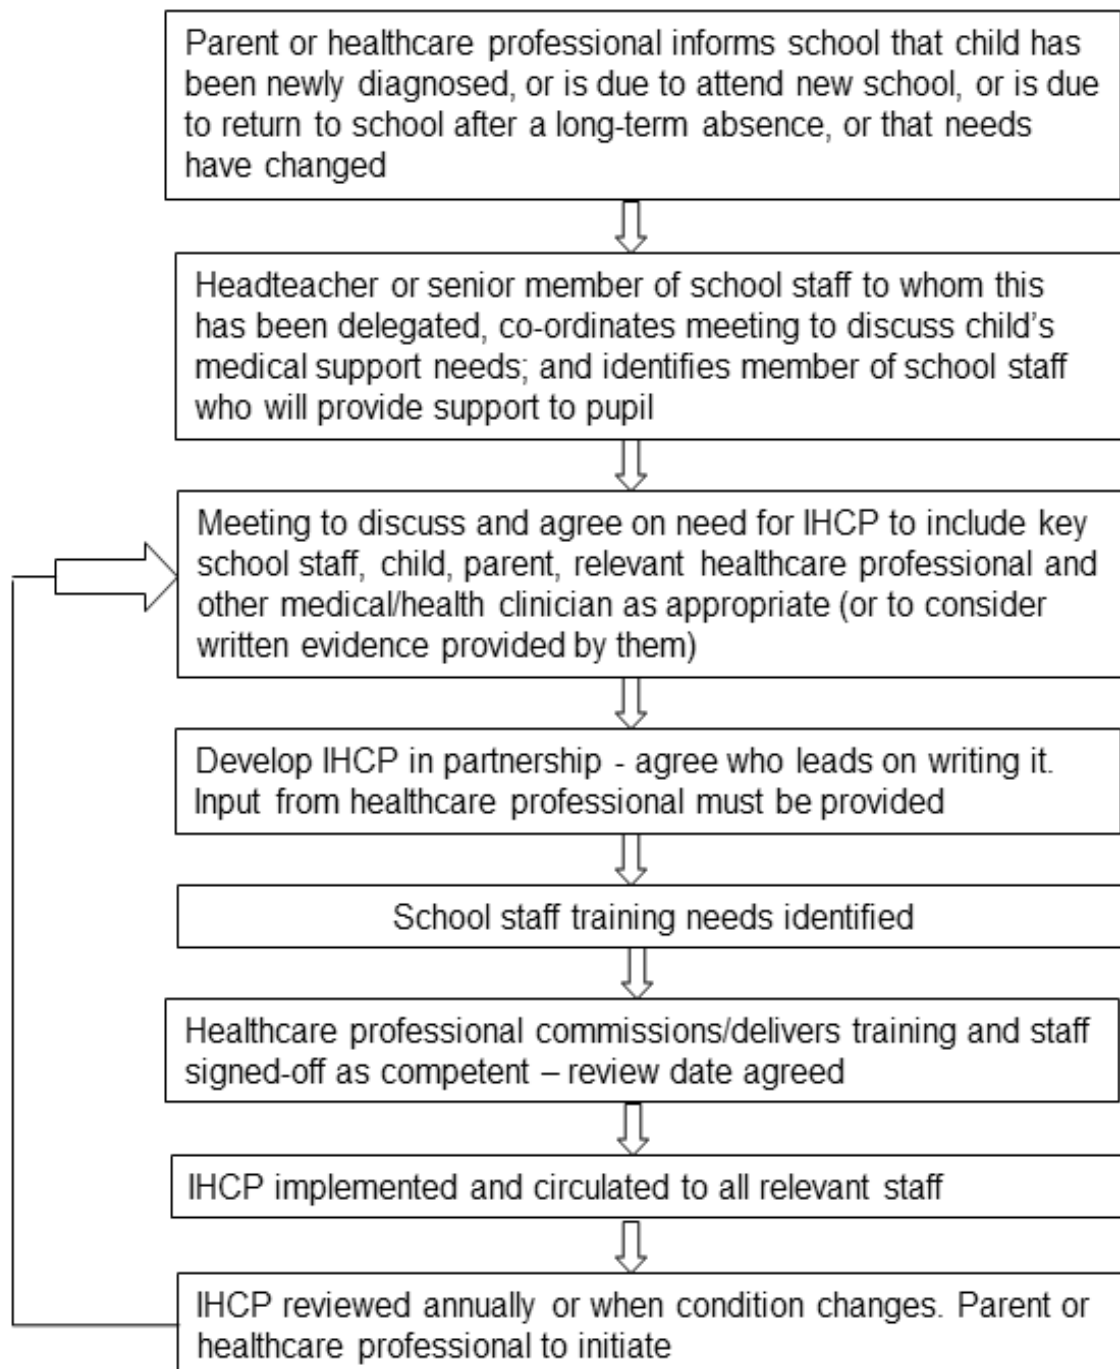 Parent or healthcare professional informs school that child has
been newly diagnosed, or is due to attend new school, or is due
to return to school after a long-term absence, or that needs
have changed
Headteacher or senior member of school staff to whom this
has been delegated, co-ordinates meeting to discuss child’s
medical support needs; and identifies member of school staff
who will provide support to pupil
Meeting to discuss and agree on need for IHCP to include key
school staff, child, parent, relevant healthcare professional and
other medical/health clinician as appropriate (or to consider
written evidence provided by them)
Develop IHCP in partnership - agree who leads on writing it.
Input from healthcare professional must be provided
School staff training needs identified
Healthcare professional commissions/delivers training and staff
signed-off as competent – review date agreed
IHCP implemented and circulated to all relevant staff
IHCP reviewed annually or when condition changes. Parent or
healthcare professional to initiate